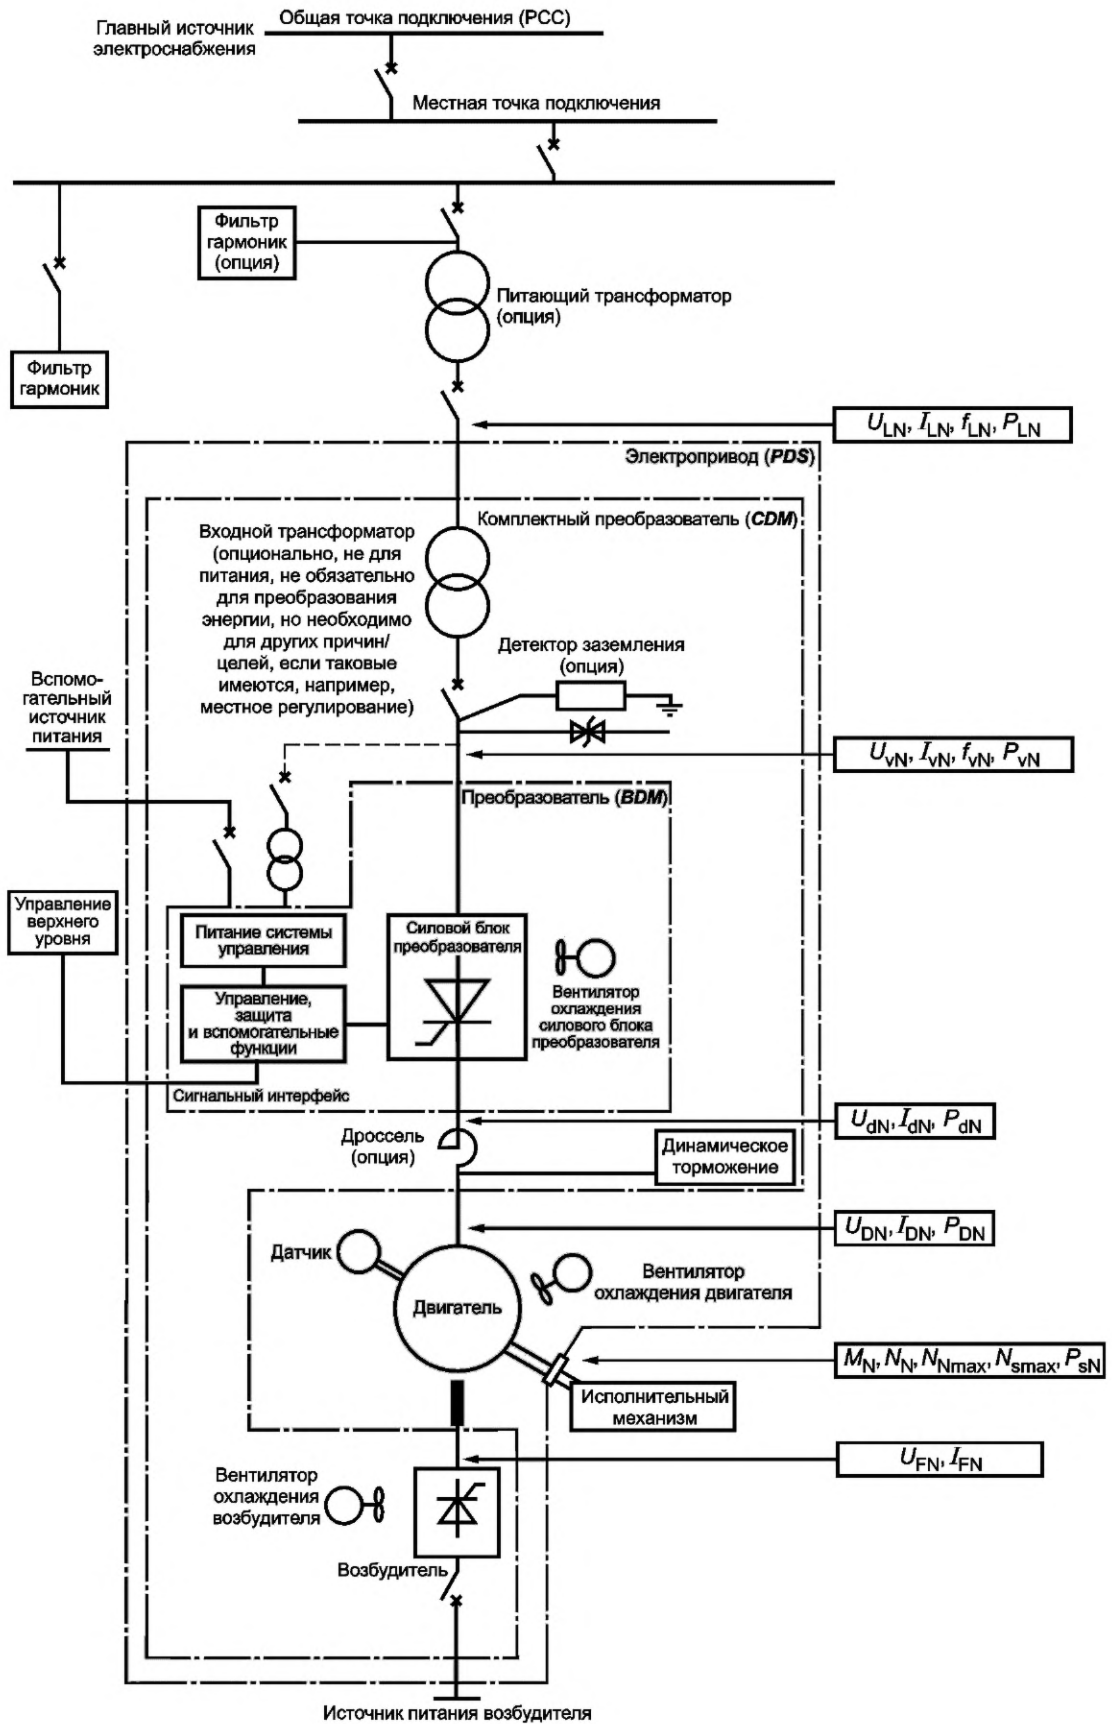 Общая точка подключения (PCC)
Главный источник
электроснабжения
Местная точка подключения
Фильтр
гармоник
(опция)
Питающий трансформатор
(опция)
Фильтр
гармоник
U_LN, I_LN, f_LN, P_LN
Электропривод (PDS)
Комплектный преобразователь (CDM)
Входной трансформатор
(опционально, не для
питания, не обязательно
для преобразования
энергии, но необходимо
для других причин/
целей, если таковые
имеются, например,
местное регулирование)
Детектор заземления
(опция)
Вспомо-
гательный
источник
питания
U_vN, I_vN, f_vN, P_vN
Преобразователь (BDM)
Управление
верхнего
уровня
Питание системы
управления
Силовой блок
преобразователя
Управление,
защита
и вспомогательные
функции
Вентилятор
охлаждения
силового блока
преобразователя
Сигнальный интерфейс
U_dN, I_dN, P_dN
Дроссель
(опция)
Динамическое
торможение
U_DN, I_DN, P_DN
Датчик
Двигатель
Вентилятор
охлаждения двигателя
M_N, N_N, N_Nmax, N_smax, P_sN
Исполнительный
механизм
U_FN, I_FN
Вентилятор
охлаждения
возбудителя
Возбудитель
Источник питания возбудителя